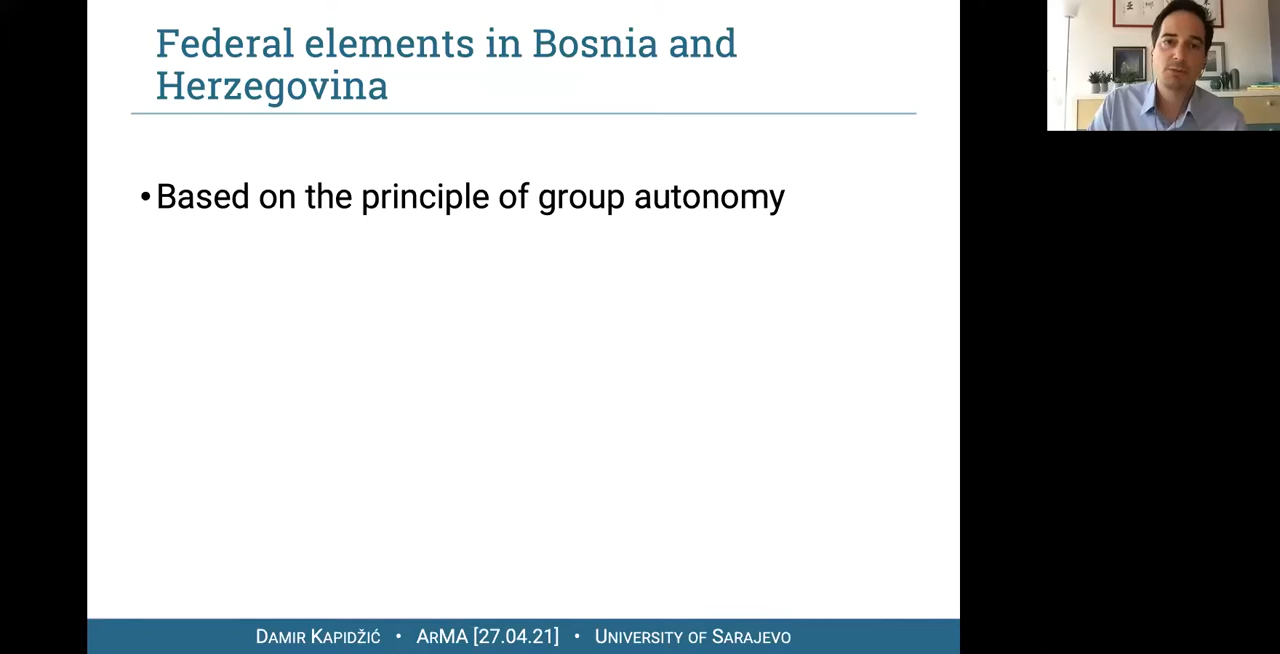 Federal elements in Bosnia and
Herzegovina
•Based on the principle of group autonomy
DAMIR KAPIDŽIĆ • ARMA [27.04.21] • UNIVERSITY OF SARAJEVO